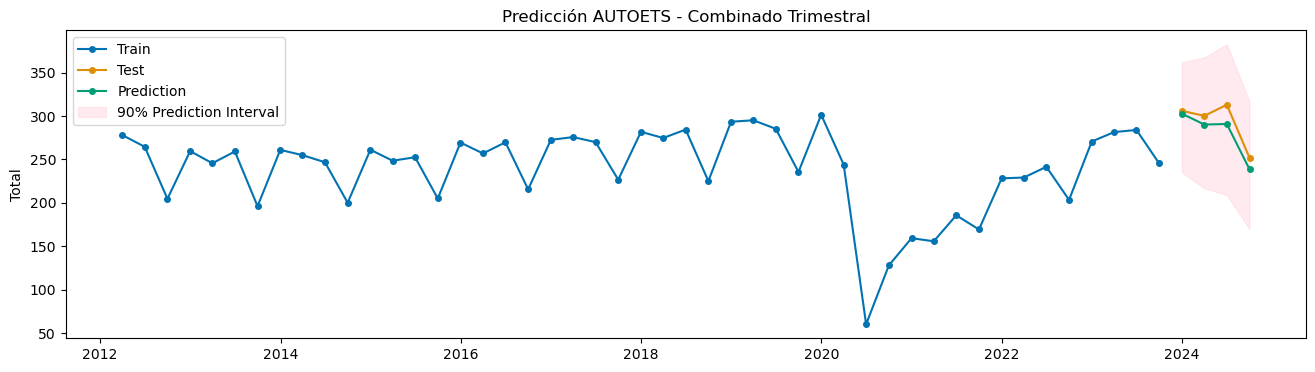 Predicción AUTOETS - Combinado Trimestral
Train
Test
Prediction
90% Prediction Interval
Total
350
300
250
200
150
100
50
2012
2014
2016
2018
2020
2022
2024